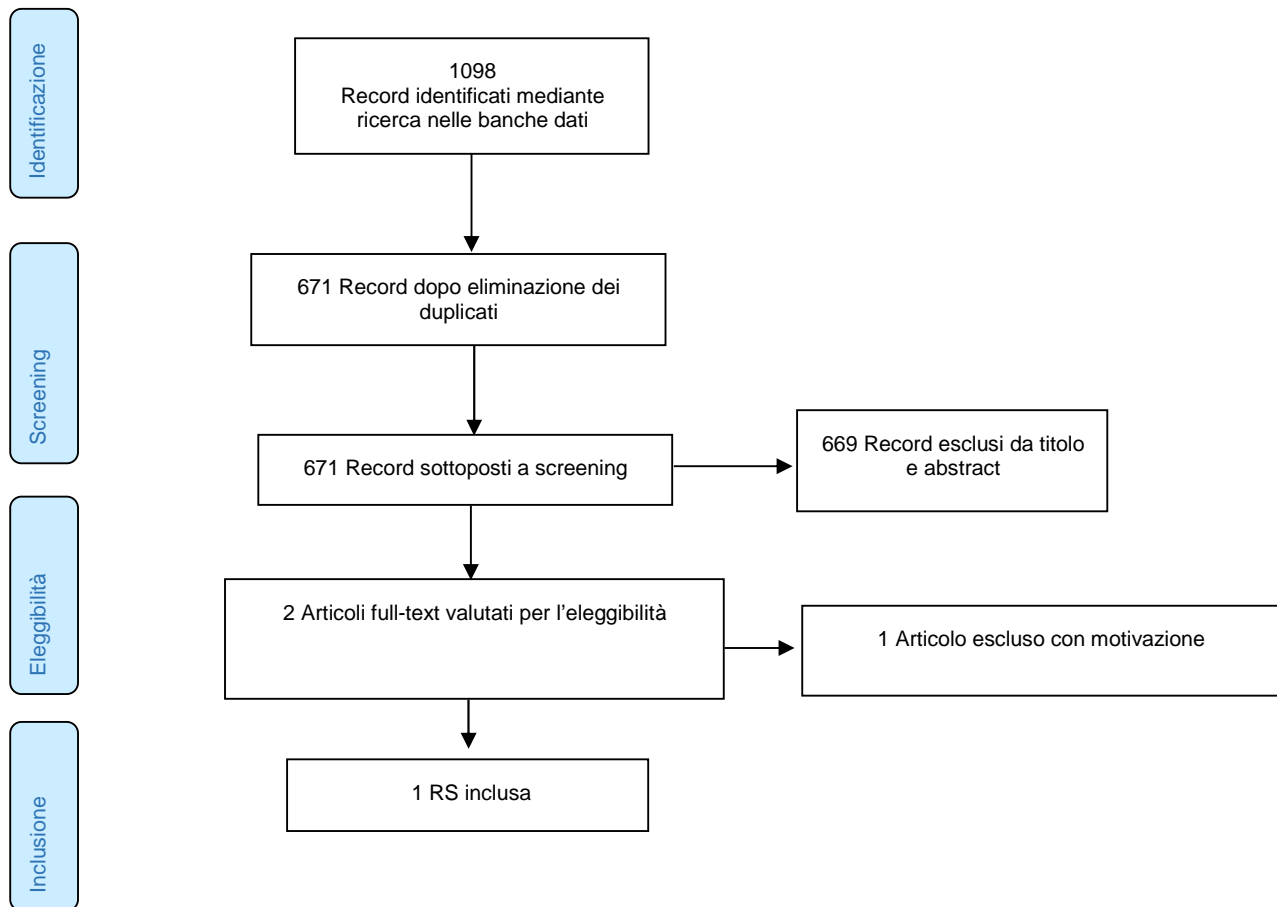 Identificazione
1098
Record identificati mediante
ricerca nelle banche dati
Screening
671 Record dopo eliminazione dei
duplicati
671 Record sottoposti a screening
669 Record esclusi da titolo
e abstract
Eleggibilità
2 Articoli full-text valutati per l’eleggibilità
1 Articolo escluso con motivazione
Inclusione
1 RS inclusa